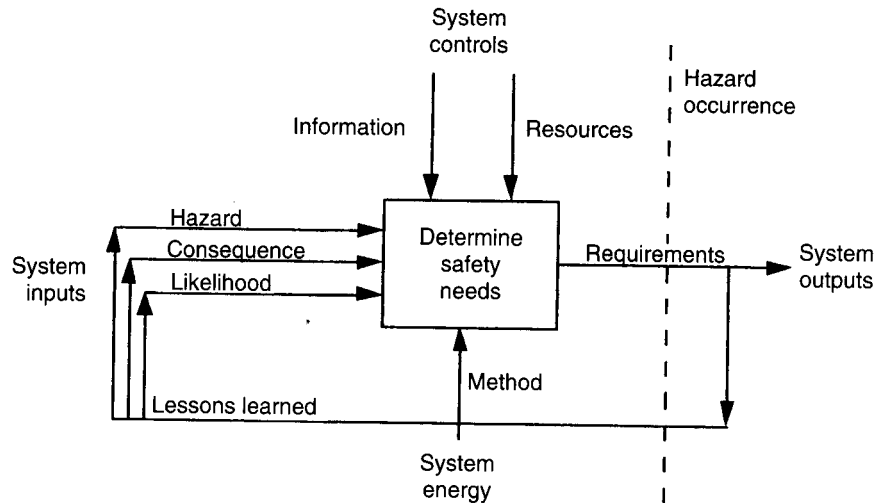 System
controls
Hazard
occurrence
Information
Resources
Hazard
Consequence
Likelihood
System
inputs
Determine
safety
needs
Requirements
System
outputs
Method
Lessons learned
System
energy